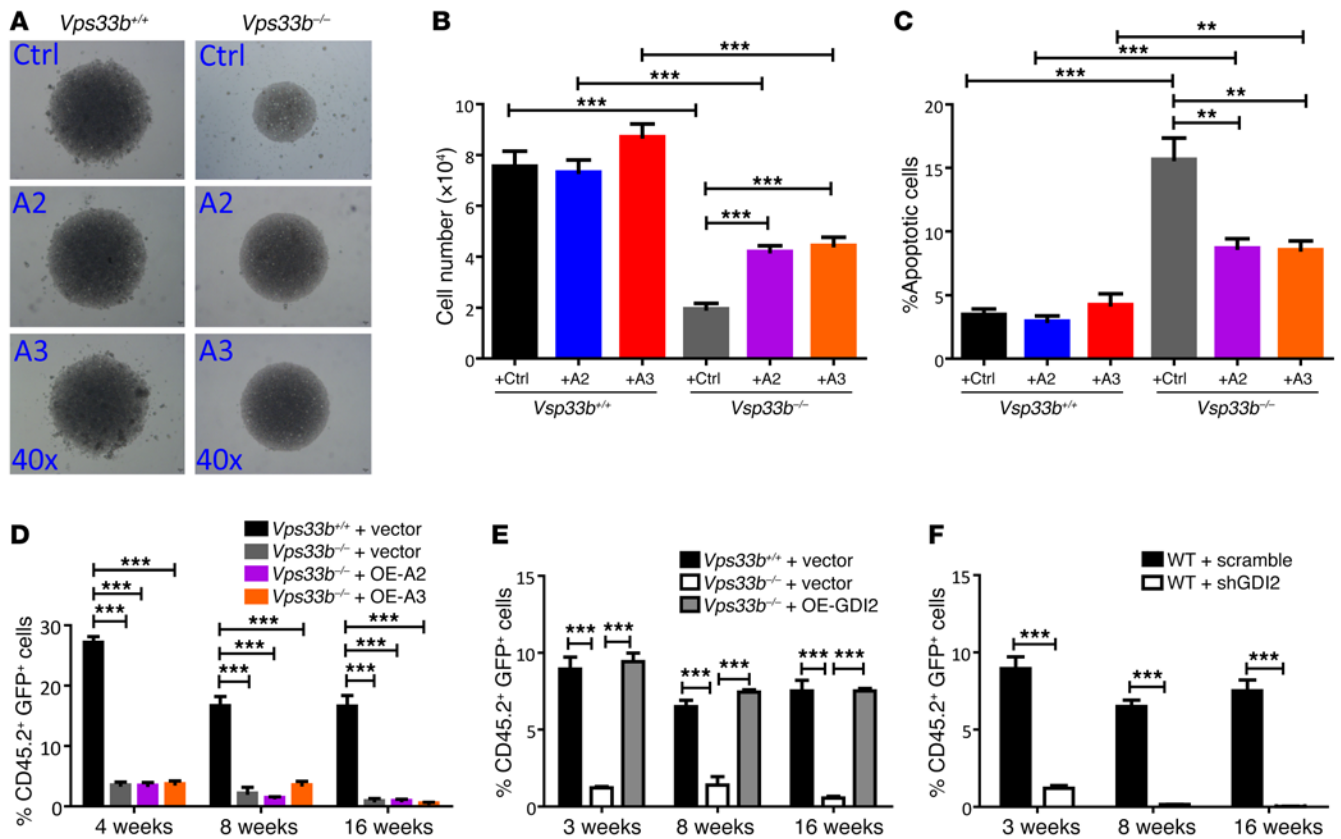 A
Vps33b+/+
Vps33b–/–
Ctrl
Ctrl
A2
A2
A3
A3
40x
40x
B
***
***
***
***
***
Cell number (×10⁴)
10
8
6
4
2
0
+Ctrl +A2 +A3 +Ctrl +A2 +A3
Vsp33b+/+ Vsp33b–/–
C
**
***
***
**
**
%Apoptotic cells
20
15
10
5
0
+Ctrl +A2 +A3 +Ctrl +A2 +A3
Vsp33b+/+ Vsp33b–/–
D
Vps33b+/+ + vector
Vps33b–/– + vector
Vps33b–/– + OE-A2
Vps33b–/– + OE-A3
***
***
***
***
***
***
***
***
***
% CD45.2+ GFP+ cells
30
20
10
0
4 weeks 8 weeks 16 weeks
E
Vps33b+/+ + vector
Vps33b–/– + vector
Vps33b–/– + OE-GDI2
*** ***
*** ***
*** ***
% CD45.2+ GFP+ cells
15
10
5
0
3 weeks 8 weeks 16 weeks
F
WT + scramble
WT + shGDI2
***
***
***
% CD45.2+ GFP+ cells
15
10
5
0
3 weeks 8 weeks 16 weeks